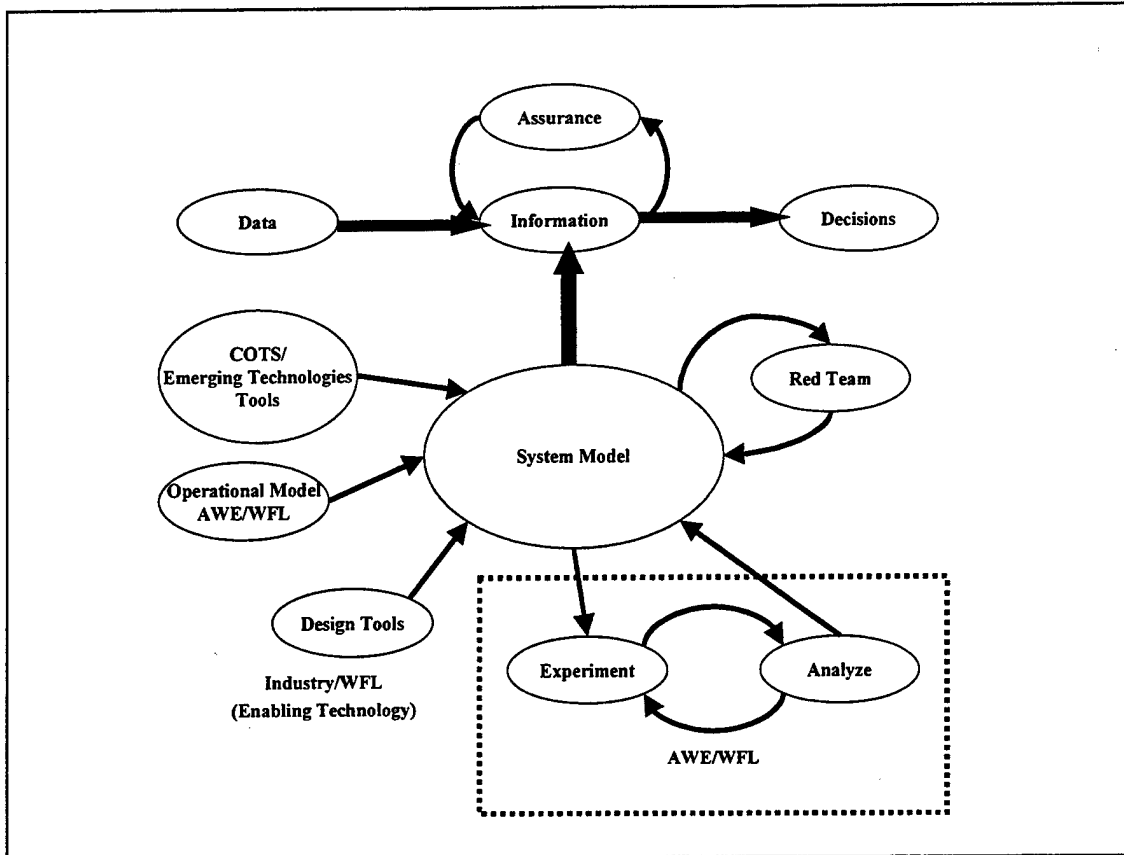 Assurance
Data
Information
Decisions
COTS/
Emerging Technologies
Tools
Red Team
System Model
Operational Model
AWE/WFL
Design Tools
Industry/WFL
(Enabling Technology)
Experiment
Analyze
AWE/WFL